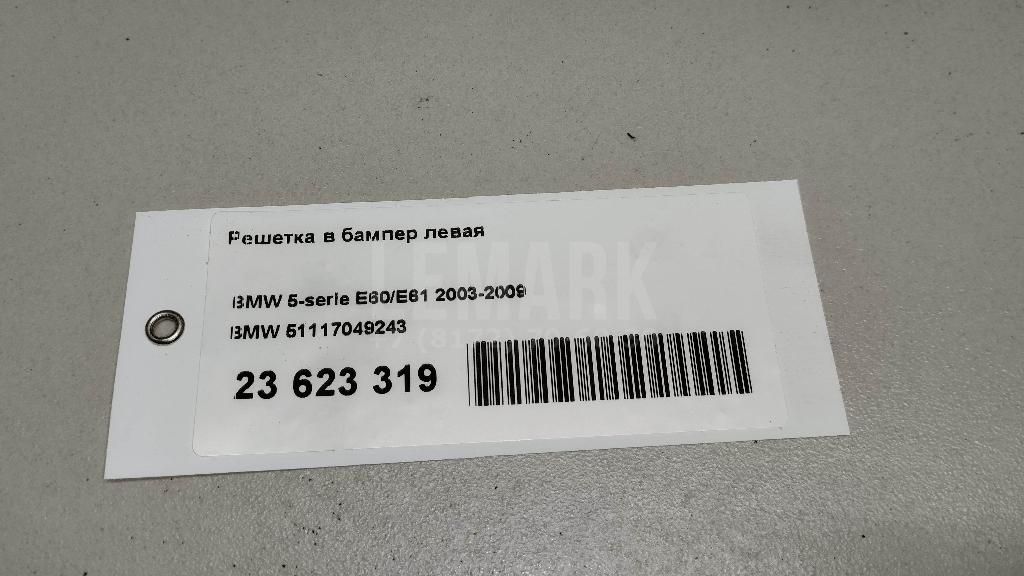 Решетка в бампер левая
LEMARK
BMW 5-serie E60/E61 2003-2009
BMW 51117049243
23 623 319